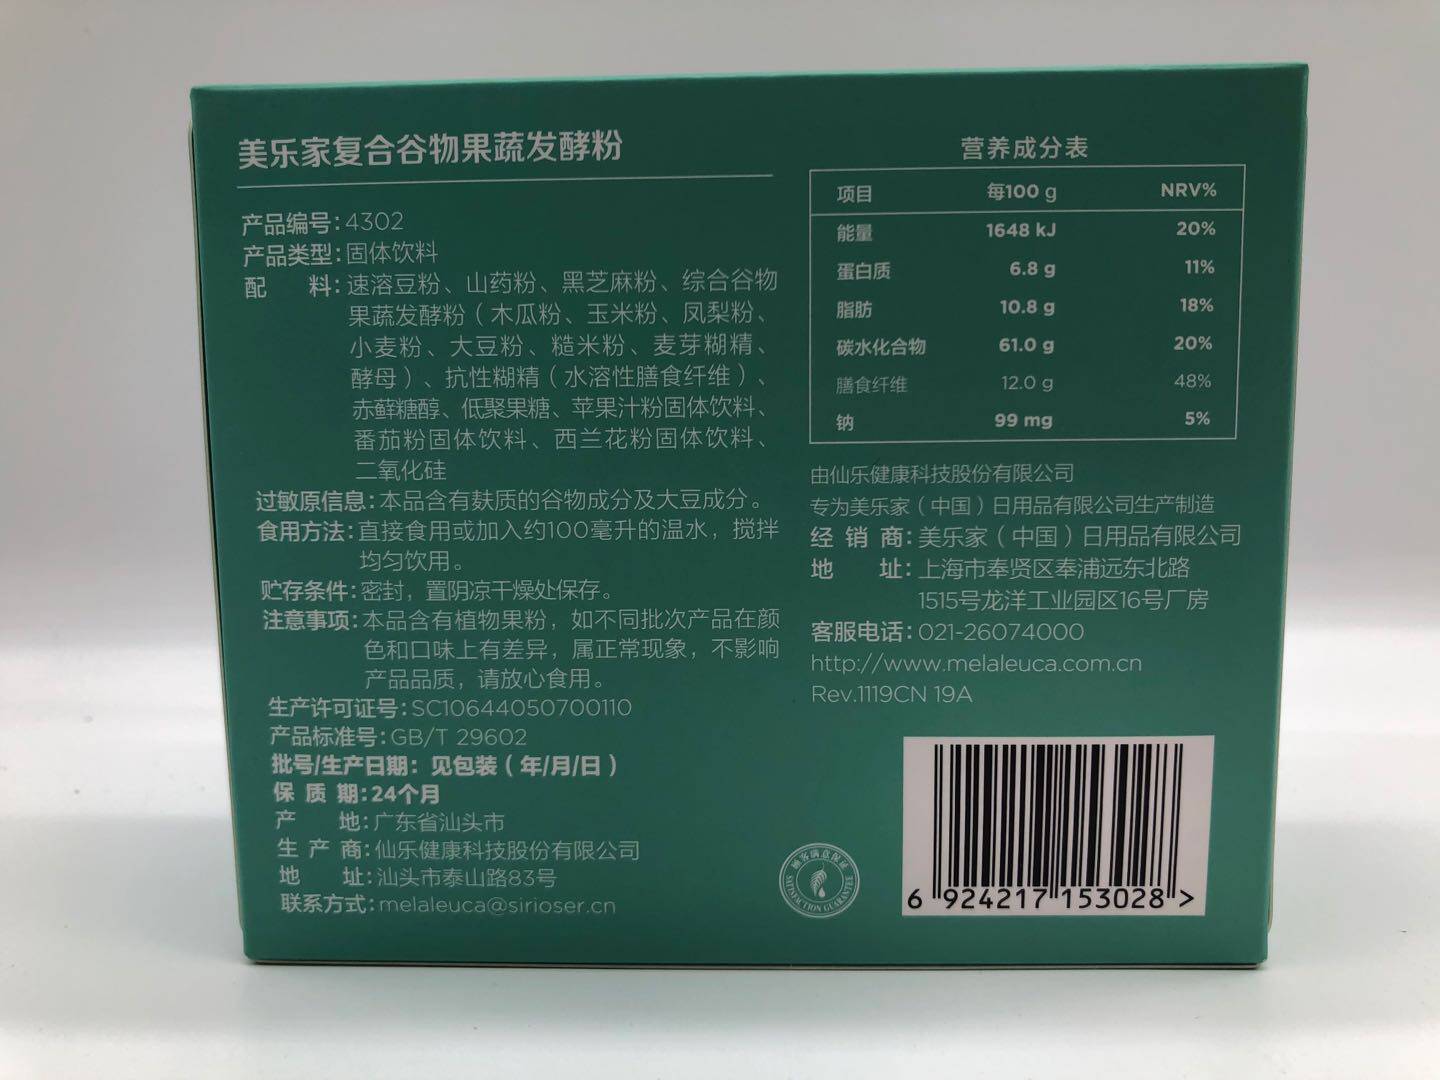 美乐家复合谷物果蔬发酵粉
产品编号:4302
产品类型:固体饮料
配 料:速溶豆粉、山药粉、黑芝麻粉、综合谷物
果蔬发酵粉（木瓜粉、玉米粉、凤梨粉、
小麦粉、大豆粉、糙米粉、麦芽糊精、
酵母）、抗性糊精（水溶性膳食纤维）、
赤藓糖醇、低聚果糖、苹果汁粉固体饮料、
番茄粉固体饮料、西兰花粉固体饮料、
二氧化硅
过敏原信息:本品含有麸质的谷物成分及大豆成分。
食用方法:直接食用或加入约100毫升的温水，搅拌
均匀饮用。
贮存条件:密封，置阴凉干燥处保存。
注意事项:本品含有植物果粉，如不同批次产品在颜
色和口味上有差异，属正常现象，不影响
产品品质，请放心食用。
生产许可证号:SC10644050700110
产品标准号:GB/T 29602
批号/生产日期：见包装（年/月/日）
保 质 期:24个月
产 地:广东省汕头市
生 产 商:仙乐健康科技股份有限公司
地 址:汕头市泰山路83号
联系方式:melaleuca@sirioser.cn
营养成分表
项目 每100 g NRV%
能量 1648 kJ 20%
蛋白质 6.8 g 11%
脂肪 10.8 g 18%
碳水化合物 61.0 g 20%
膳食纤维 12.0 g 48%
钠 99 mg 5%
由仙乐健康科技股份有限公司
专为美乐家（中国）日用品有限公司生产制造
经 销 商:美乐家（中国）日用品有限公司
地 址:上海市奉贤区奉浦远东北路
1515号龙洋工业园区16号厂房
客服电话:021-26074000
http://www.melaleuca.com.cn
Rev.1119CN 19A
顾客满意保证
SATISFACTION GUARANTEE
6 924217 153028 >